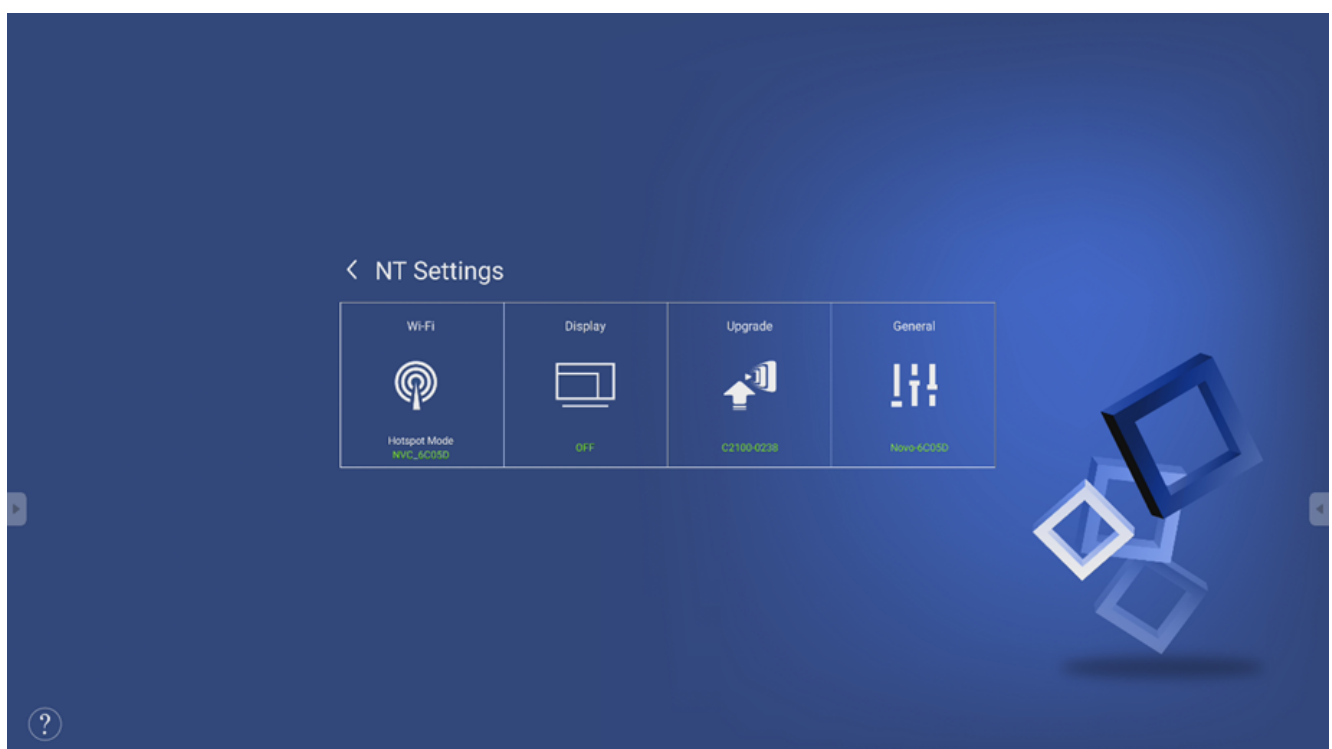 NT Settings
Wi-Fi
Hotspot Mode
NVC_6C05D
Display
OFF
Upgrade
C2100-0238
General
Novo-6C05D
?